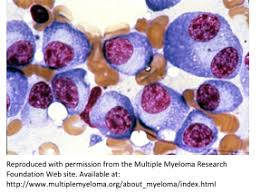 Reproduced with permission from the Multiple Myeloma Research
Foundation Web site. Available at:
http://www.multiplemyeloma.org/about_myeloma/index.html